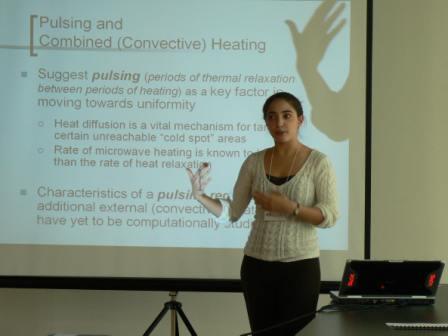 Pulsing and
Combined (Convective) Heating
Suggest pulsing (periods of thermal relaxation
between periods of heating) as a key factor in
moving towards uniformity
Heat diffusion is a vital mechanism for
certain unreachable "cold spot" areas
Rate of microwave heating is known to
than the rate of heat relaxation
Characteristics of a pulsing
additional external (convective)
have yet to be computationally